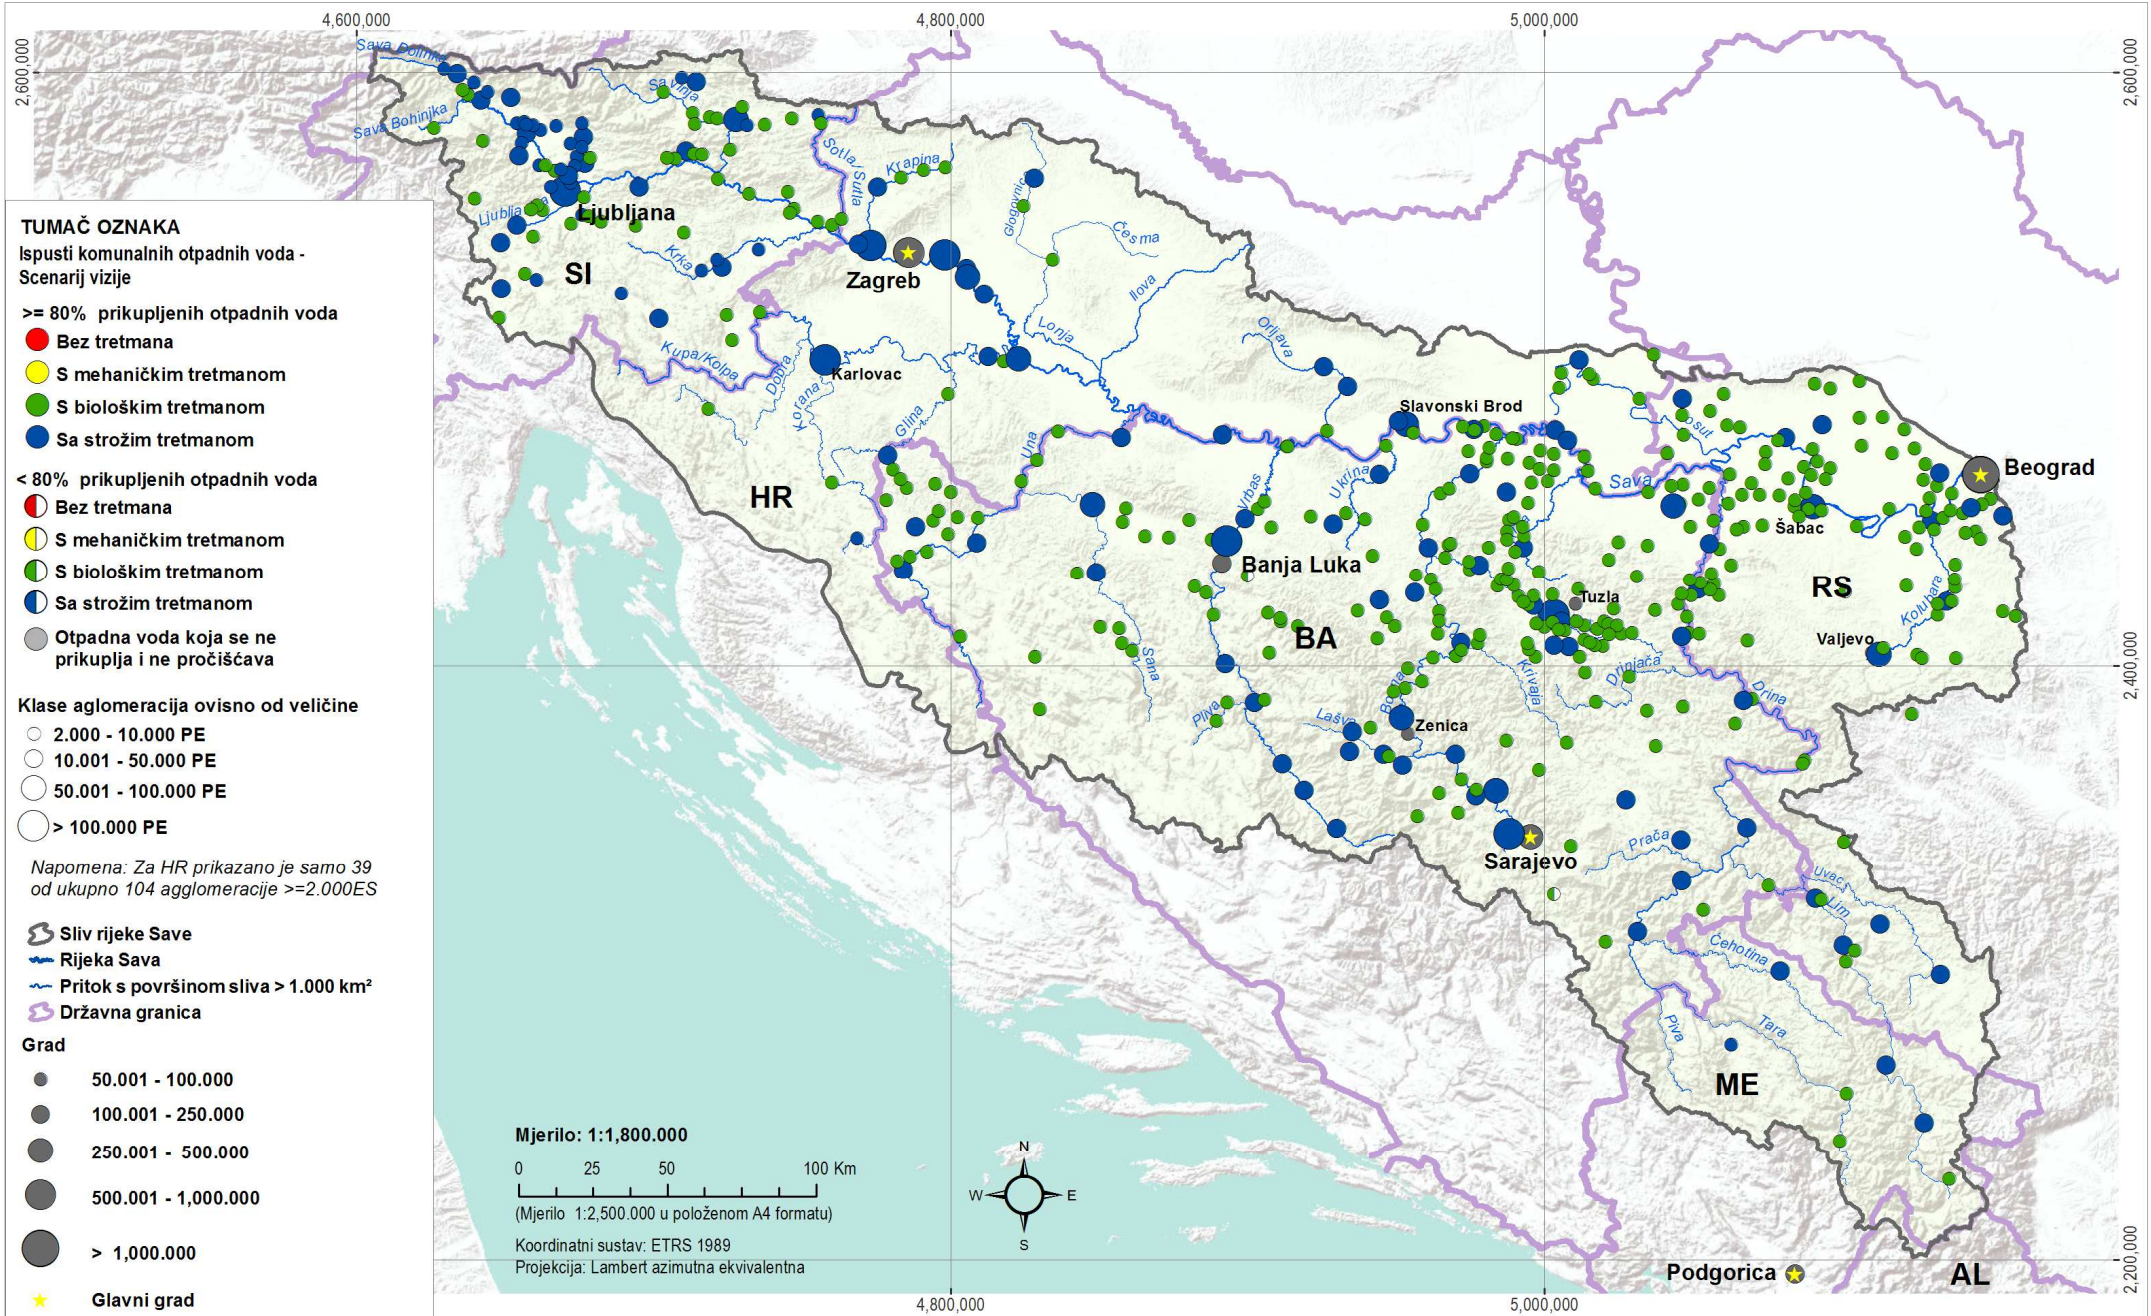 4,600,000
4,800,000
5,000,000
2,600,000
2,600,000
2,400,000
2,200,000
4,800,000
5,000,000
TUMAČ OZNAKA
Ispusti komunalnih otpadnih voda -
Scenarij vizije
>= 80% prikupljenih otpadnih voda
Bez tretmana
S mehaničkim tretmanom
S biološkim tretmanom
Sa strožim tretmanom
< 80% prikupljenih otpadnih voda
Bez tretmana
S mehaničkim tretmanom
S biološkim tretmanom
Sa strožim tretmanom
Otpadna voda koja se ne
prikuplja i ne pročišćava
Klase aglomeracija ovisno od veličine
2.000 - 10.000 PE
10.001 - 50.000 PE
50.001 - 100.000 PE
> 100.000 PE
Napomena: Za HR prikazano je samo 39
od ukupno 104 agglomeracije >=2.000ES
Sliv rijeke Save
Rijeka Sava
Pritok s površinom sliva > 1.000 km²
Državna granica
Grad
50.001 - 100.000
100.001 - 250.000
250.001 - 500.000
500.001 - 1,000.000
> 1,000.000
Glavni grad
Sava Dolinka
Sava Bohinjka
Savinja
Ljubljana
SI
Krka
Sotla/Sutla
Krapina
Zagreb
Glogovnica
Česma
Ilova
Lonja
Kupa/Kolpa
Dobra
Korana
Karlovac
Glina
HR
Una
Orljava
Slavonski Brod
Vrbas
Ukrina
Bosut
Sava
Beograd
Šabac
RS
Kolubara
Valjevo
Banja Luka
BA
Tuzla
Sana
Pliva
Lašva
Bosna
Zenica
Krivaja
Drinjača
Drina
Sarajevo
Prača
Uvac
Lim
Ćehotina
Piva
Tara
ME
Podgorica
AL
Mjerilo: 1:1,800.000
0 25 50 100 Km
(Mjerilo 1:2,500.000 u položenom A4 formatu)
Koordinatni sustav: ETRS 1989
Projekcija: Lambert azimutna ekvivalentna
N
W E
S